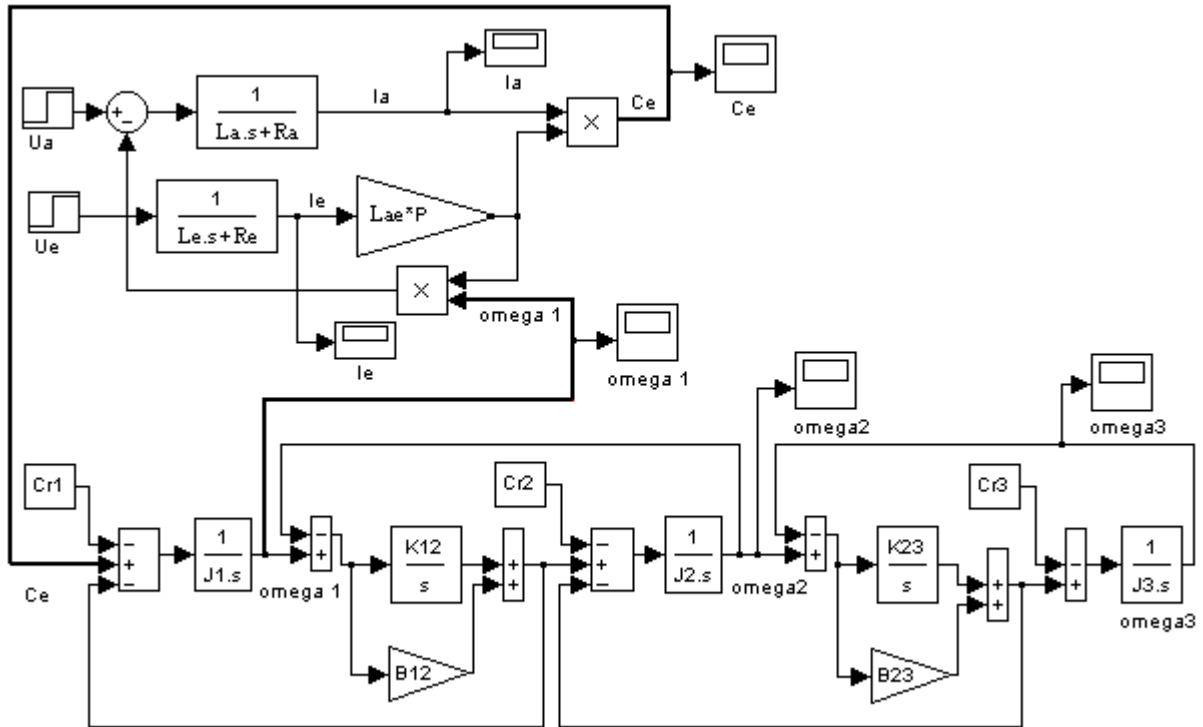 Ua
+
−
1
La.s+Ra
Ia
Ia
×
Ce
Ce
Ue
1
Le.s+Re
Ie
Lae*P
×
omega 1
Ie
omega 1
omega2
omega3
Cr1
−
+
−
Ce
1
J1.s
omega 1
−
+
K12
s
B12
+
+
Cr2
−
+
−
1
J2.s
omega2
−
+
K23
s
B23
+
+
Cr3
−
+
1
J3.s
omega3